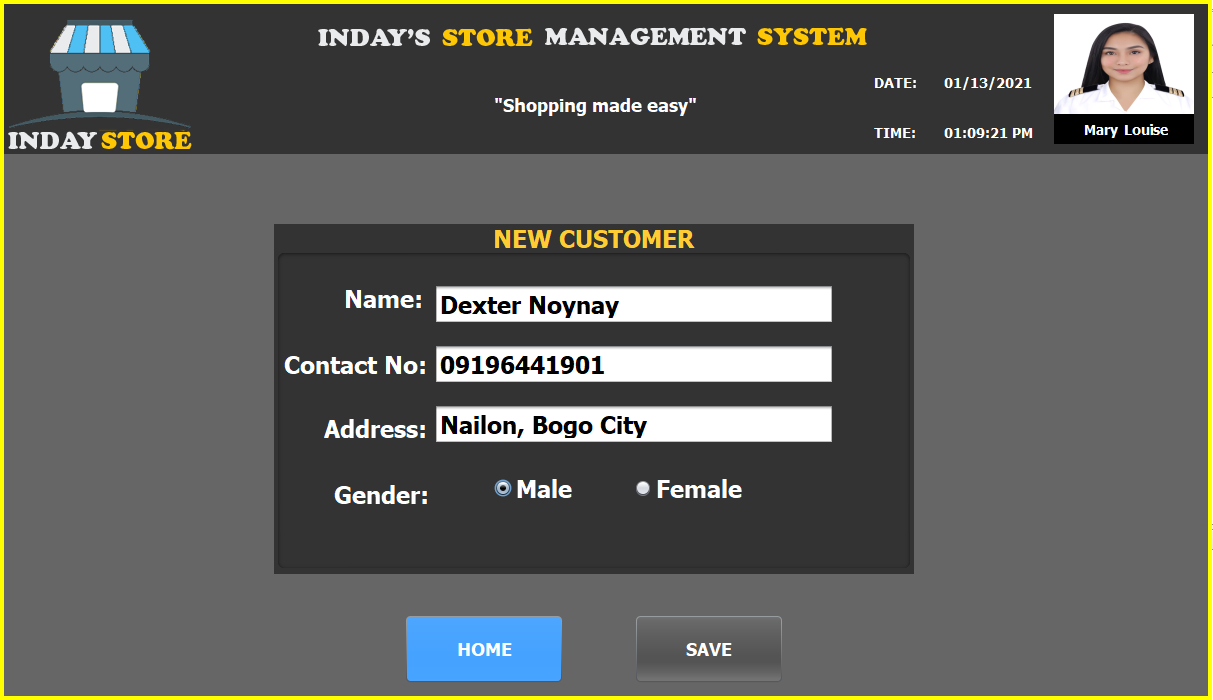 INDAY STORE
INDAY'S STORE MANAGEMENT SYSTEM
"Shopping made easy"
DATE: 01/13/2021
TIME: 01:09:21 PM
Mary Louise
NEW CUSTOMER
Name: Dexter Noynay
Contact No: 09196441901
Address: Nailon, Bogo City
Gender: Male Female
HOME SAVE